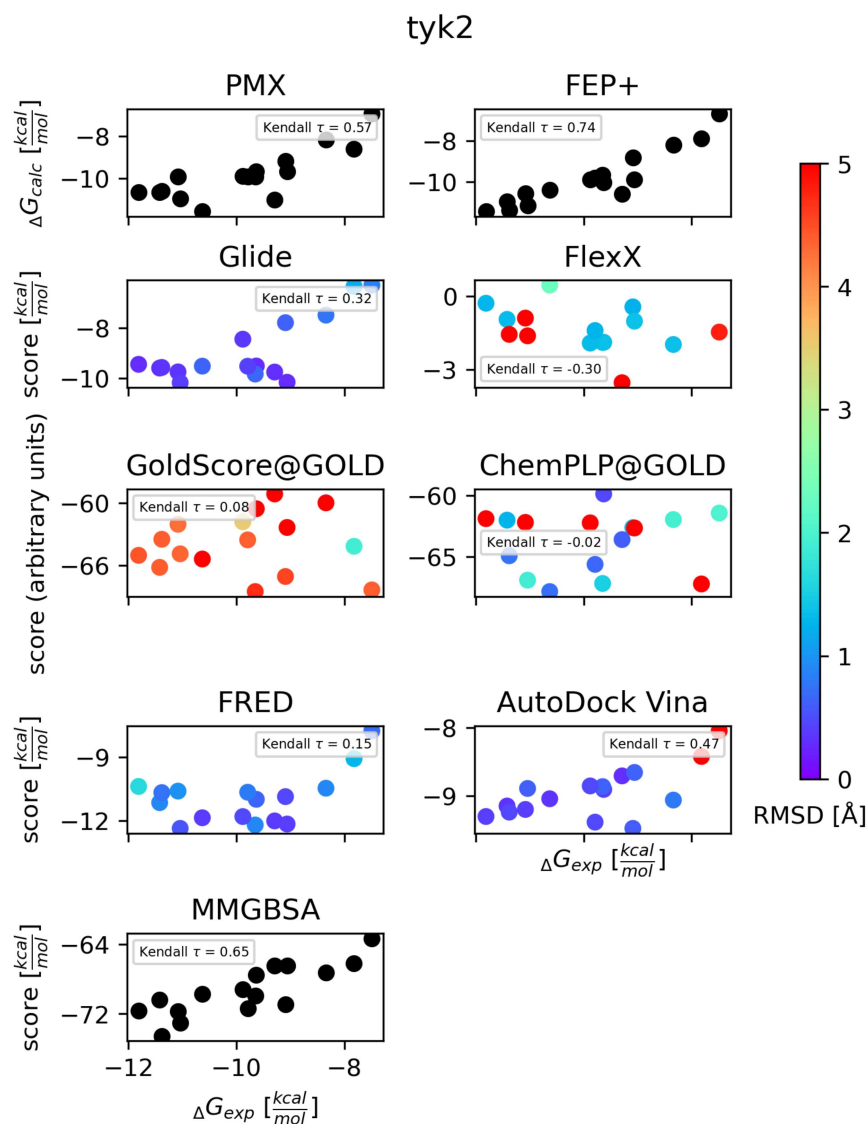 tyk2
PMX
FEP+
ΔG_calc [kcal/mol]
−8
−10
Kendall τ = 0.57
−8
−10
Kendall τ = 0.74
Glide
FlexX
score [kcal/mol]
−8
−10
Kendall τ = 0.32
0
−3
Kendall τ = -0.30
GoldScore@GOLD
ChemPLP@GOLD
score (arbitrary units)
−60
−66
Kendall τ = 0.08
−60
−65
Kendall τ = -0.02
FRED
AutoDock Vina
score [kcal/mol]
−9
−12
Kendall τ = 0.15
−8
−9
Kendall τ = 0.47
ΔG_exp [kcal/mol]
MMGBSA
score [kcal/mol]
−64
−72
Kendall τ = 0.65
−12
−10
−8
ΔG_exp [kcal/mol]
5
4
3
2
1
0
RMSD [Å]